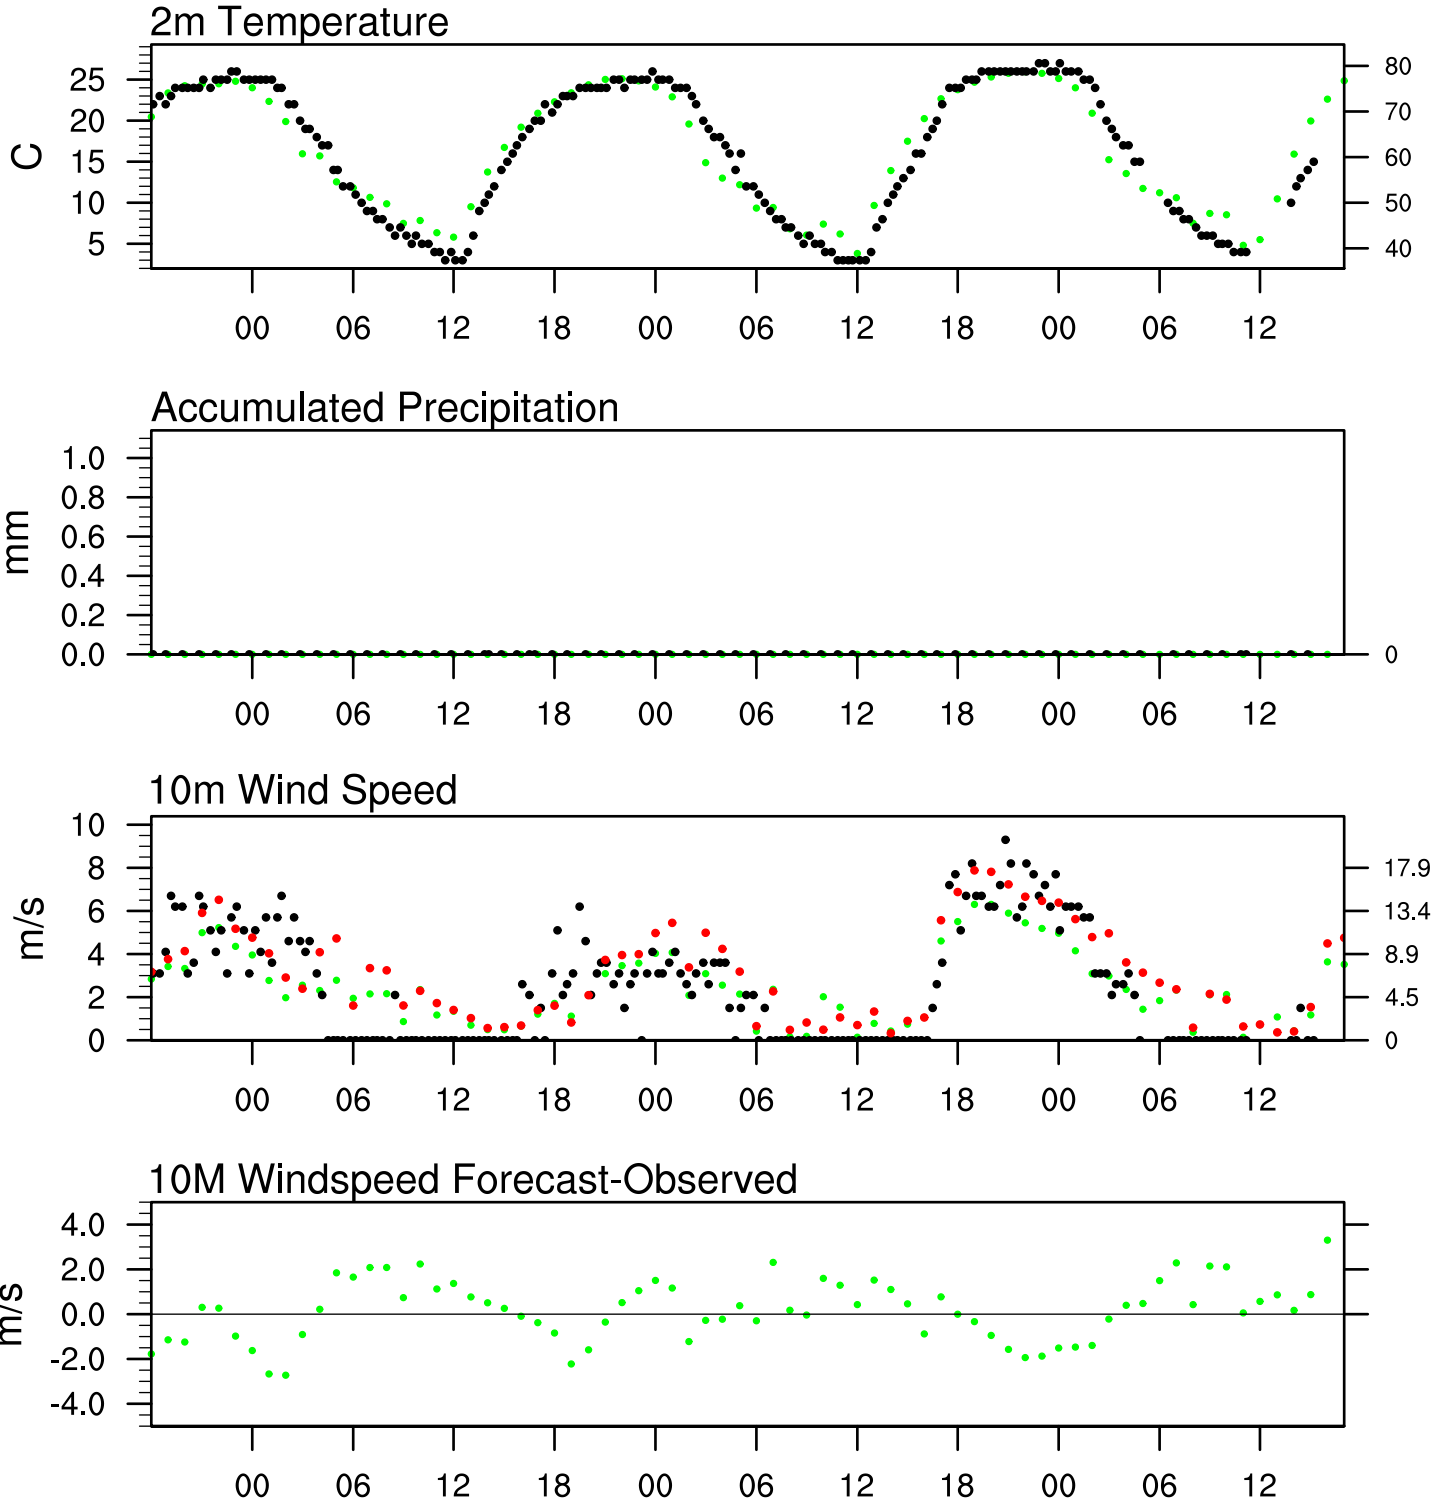 2m Temperature
C
25
20
15
10
5
80
70
60
50
40
00 06 12 18 00 06 12 18 00 06 12
Accumulated Precipitation
mm
1.0
0.8
0.6
0.4
0.2
0.0
0
00 06 12 18 00 06 12 18 00 06 12
10m Wind Speed
m/s
10
8
6
4
2
0
17.9
13.4
8.9
4.5
0
00 06 12 18 00 06 12 18 00 06 12
10M Windspeed Forecast-Observed
m/s
4.0
2.0
0.0
-2.0
-4.0
00 06 12 18 00 06 12 18 00 06 12